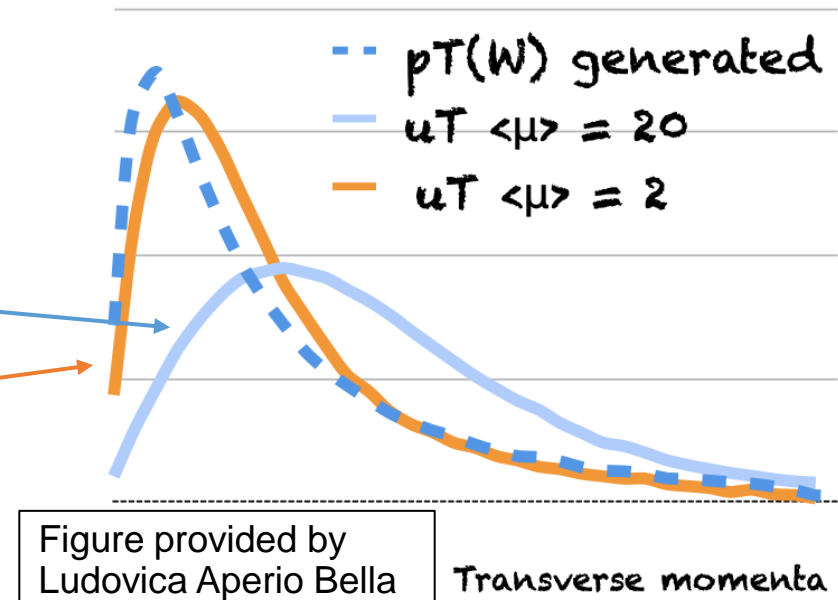 pT(W) generated
uT <μ> = 20
uT <μ> = 2
Figure provided by
Ludovica Aperio Bella
Transverse momenta